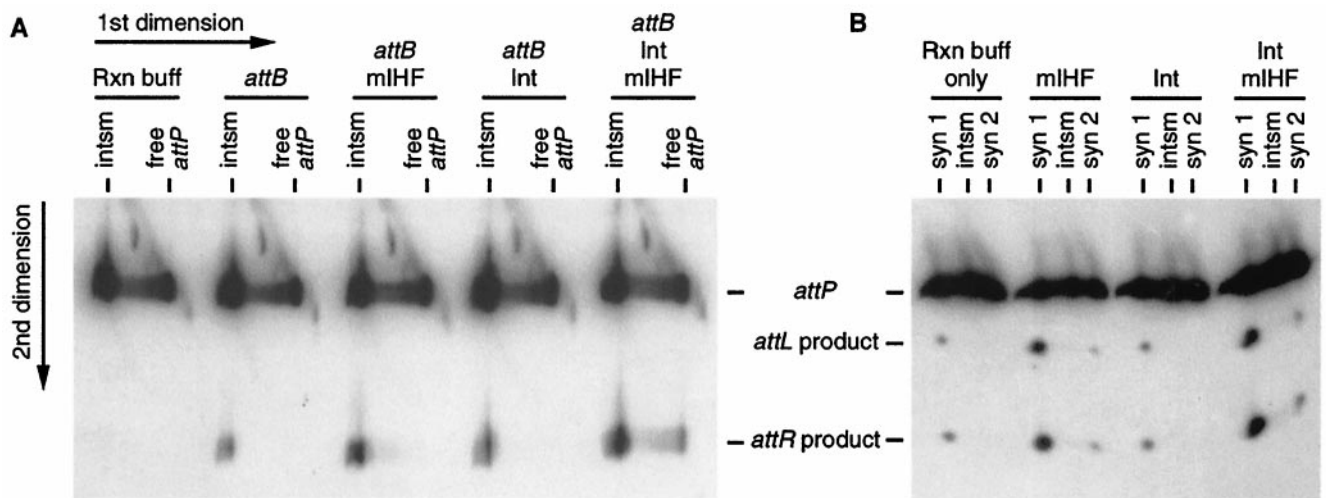 A
1st dimension
Rxn buff
attB
attB
mIHF
attB
Int
attB
Int
mIHF
intsm
free
attP
intsm
free
attP
intsm
free
attP
intsm
free
attP
intsm
free
attP
2nd dimension
attP
attL product
attR product
B
Rxn buff
only
mIHF
Int
Int
mIHF
syn 1
intsm
syn 2
syn 1
intsm
syn 2
syn 1
intsm
syn 2
syn 1
intsm
syn 2